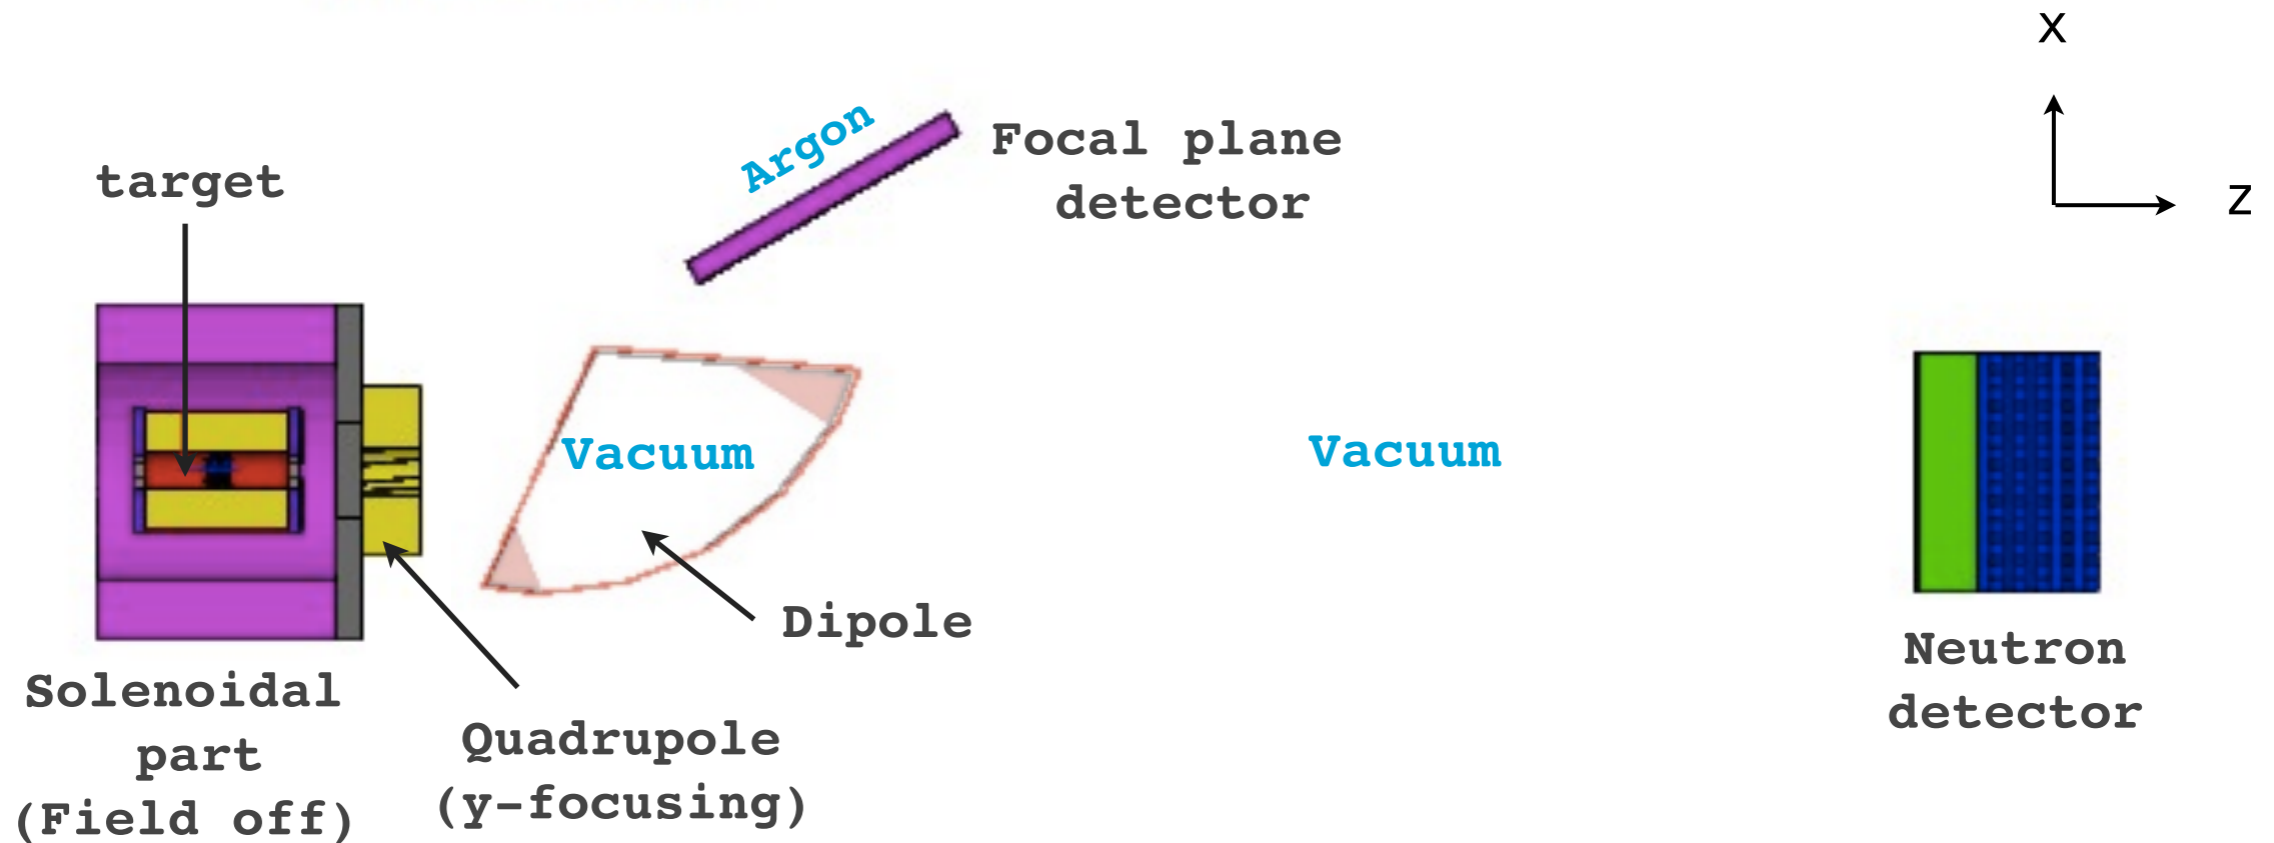 X
Argon
Focal plane
detector
target
Z
Vacuum
Vacuum
Dipole
Neutron
detector
Solenoidal
part
(Field off)
Quadrupole
(y-focusing)